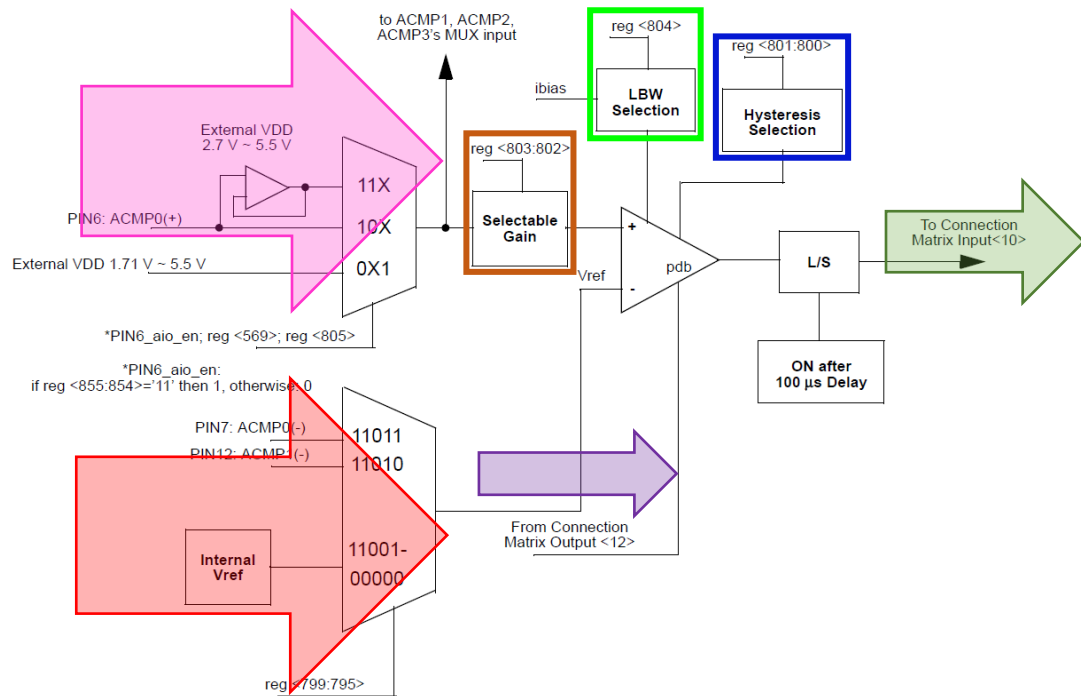 to ACMP1, ACMP2,
ACMP3's MUX input
reg <804>
reg <801:800>
ibias
LBW
Selection
Hysteresis
Selection
External VDD
2.7 V ~ 5.5 V
reg <803:802>
11X
PIN6: ACMP0(+)
10X
Selectable
Gain
+
To Connection
Matrix Input<10>
External VDD 1.71 V ~ 5.5 V
0X1
Vref
-
pdb
L/S
*PIN6_aio_en; reg <569>; reg <805>
*PIN6_aio_en:
if reg <855:854>='11' then 1, otherwise: 0
ON after
100 µs Delay
PIN7: ACMP0(-)
11011
PIN12: ACMP1(-)
11010
From Connection
Matrix Output <12>
Internal
Vref
11001-
00000
reg <799:795>